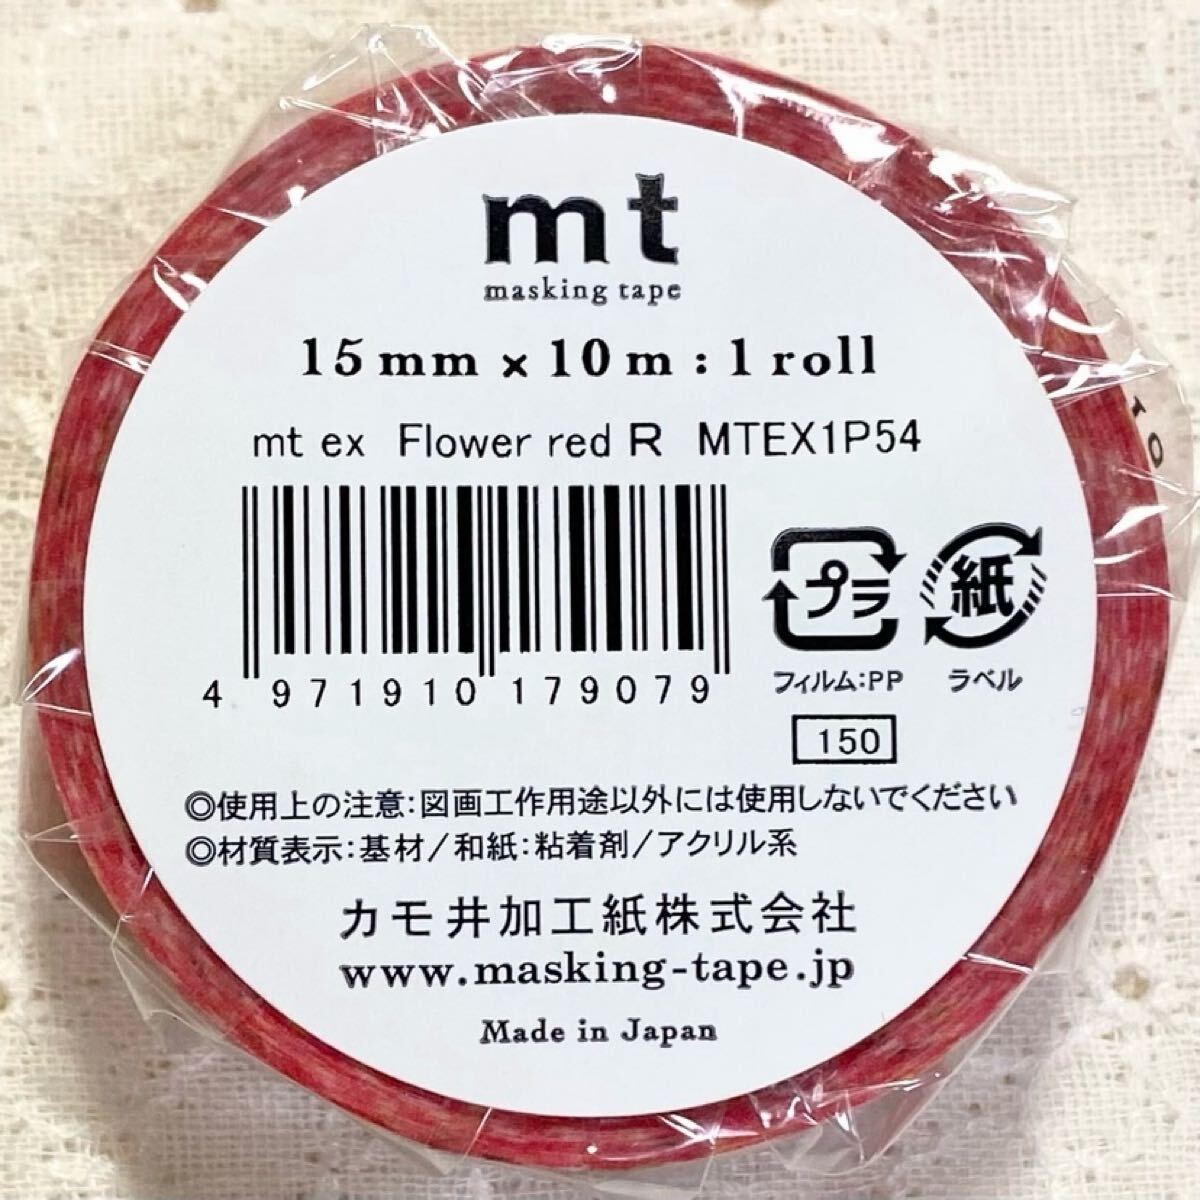 mt
masking tape
15mm × 10m : 1 roll
mt ex Flower red R MTEX1P54
4 971910 179079
プラ
紙
フィルム:PP
ラベル
150
◎使用上の注意:図画工作用途以外には使用しないでください
◎材質表示:基材/和紙:粘着剤/アクリル系
カモ井加工紙株式会社
www.masking-tape.jp
Made in Japan